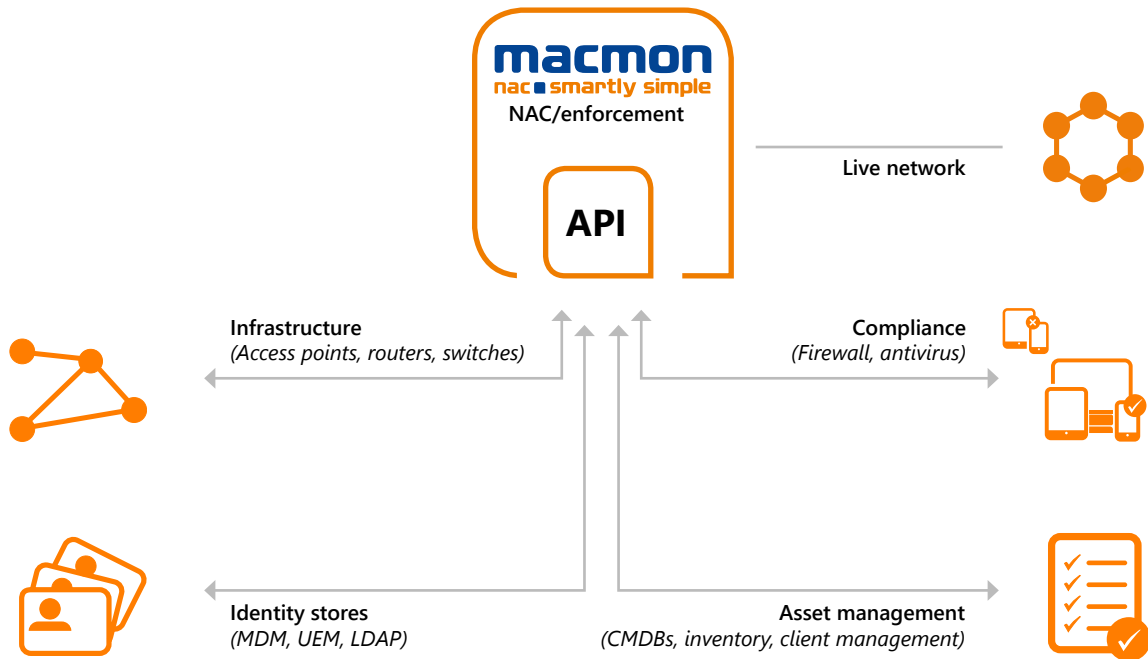 macmon
nac smartly simple
NAC/enforcement
API
Live network
Infrastructure
(Access points, routers, switches)
Compliance
(Firewall, antivirus)
Identity stores
(MDM, UEM, LDAP)
Asset management
(CMDBs, inventory, client management)